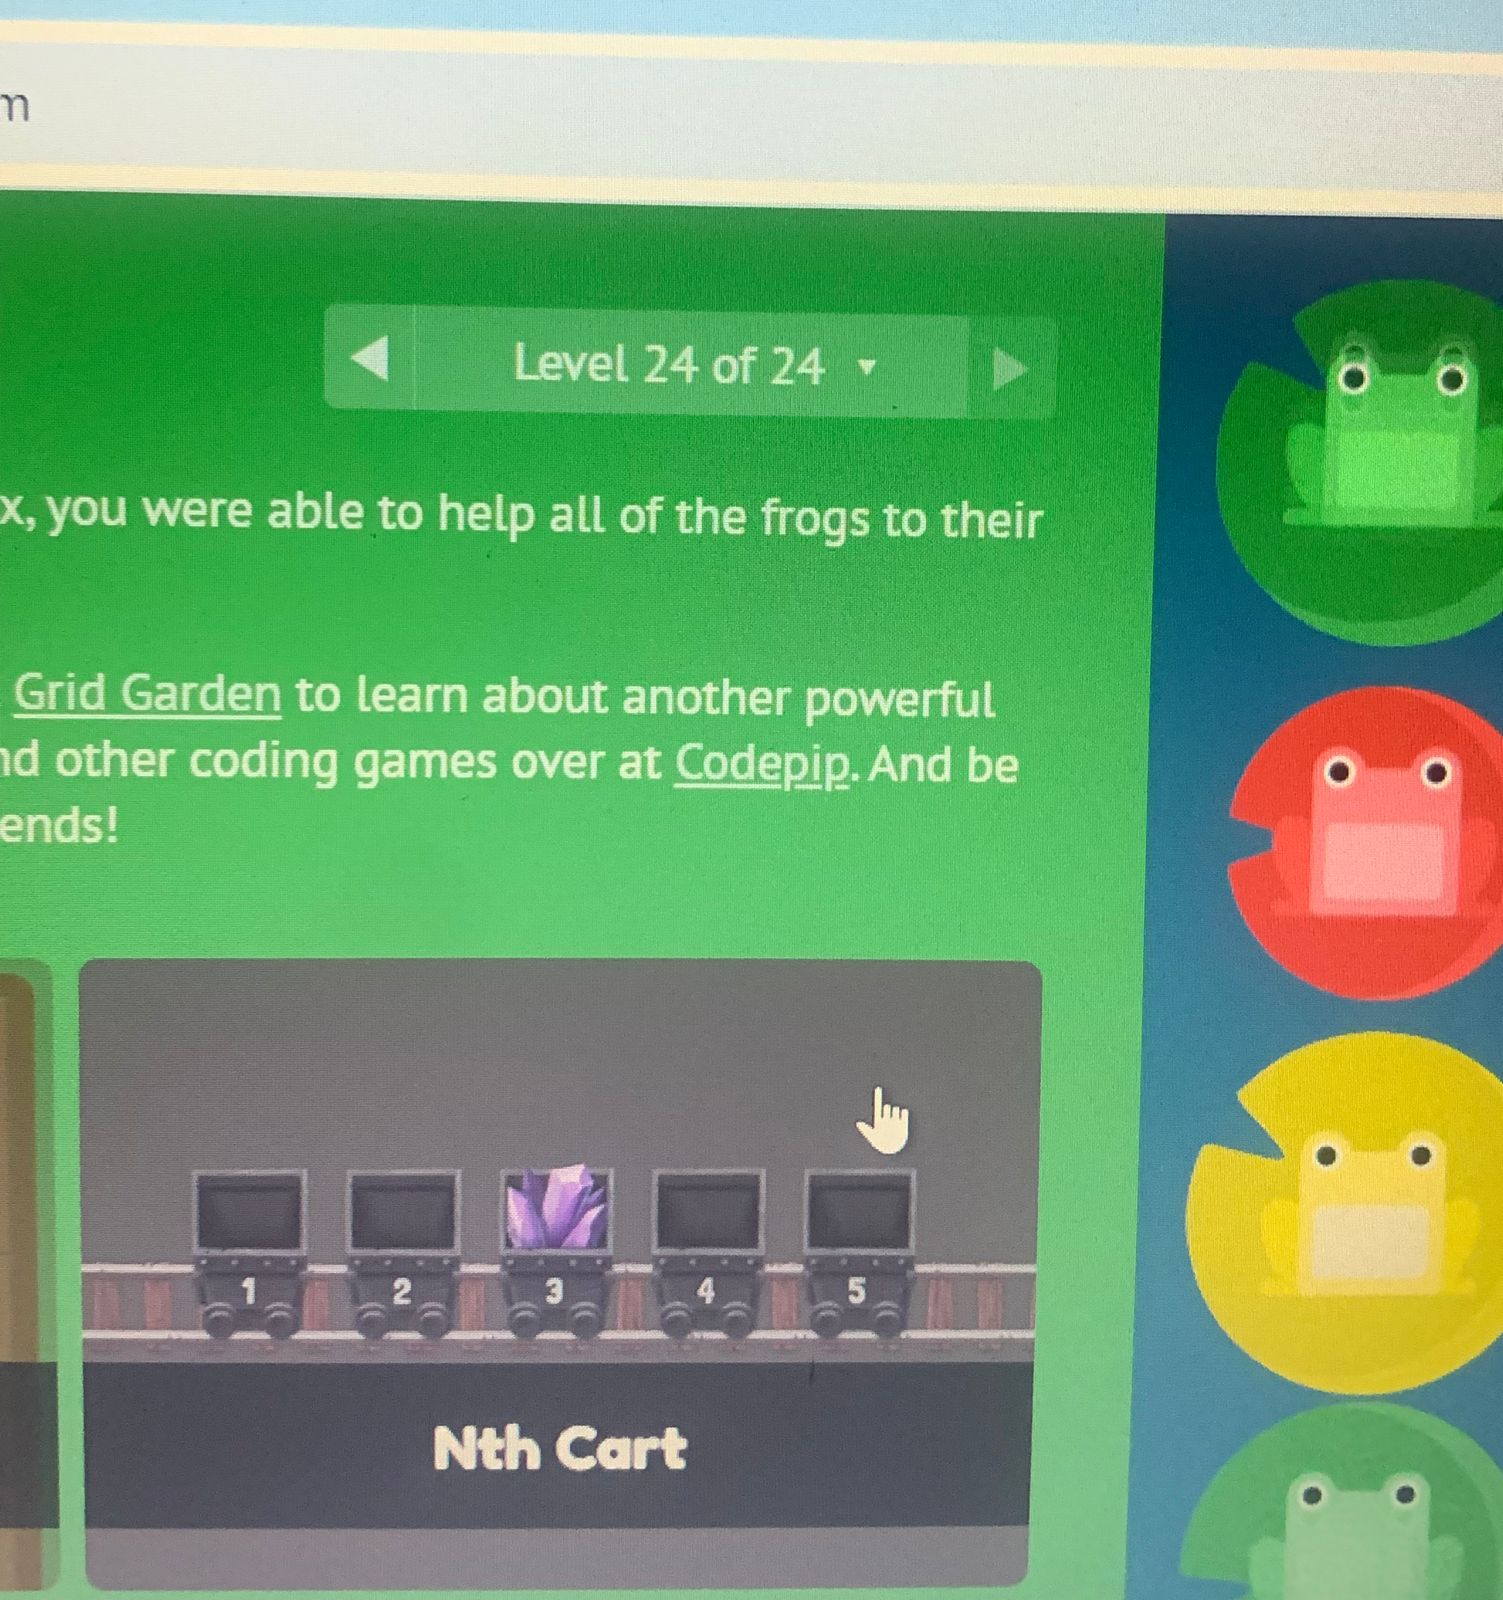 m
Level 24 of 24
x, you were able to help all of the frogs to their
Grid Garden to learn about another powerful
nd other coding games over at Codepip. And be
ends!
1 2 3 4 5
Nth Cart